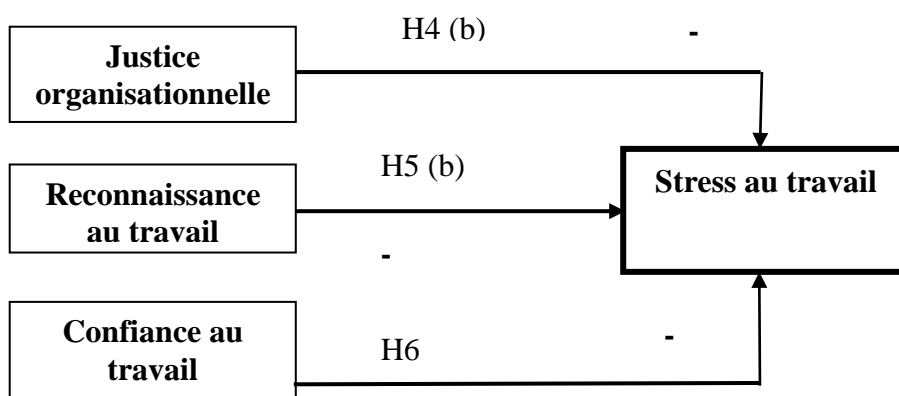 H4 (b) -
Justice
organisationnelle
H5 (b)
Reconnaissance
au travail
-
Stress au travail
Confiance au
travail
H6 -